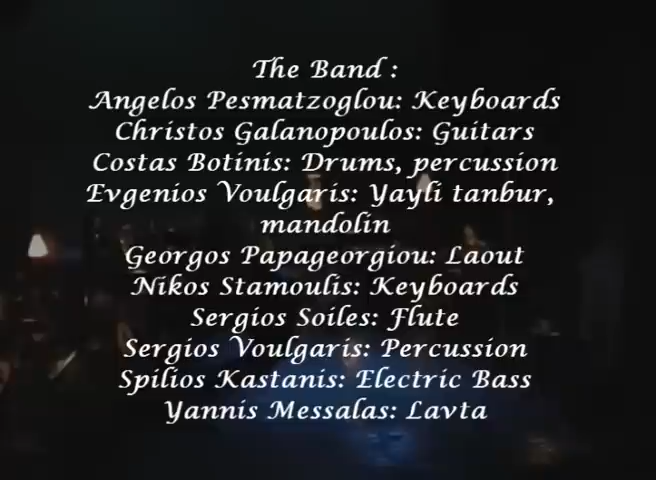 The Band :
Angelos Pesmatzoglou: Keyboards
Christos Galanopoulos: Guitars
Costas Botinis: Drums, percussion
Evgenios Voulgaris: Yayli tanbur,
mandolin
Georgos Papageorgiou: Laout
Nikos Stamoulis: Keyboards
Sergios Soiles: Flute
Sergios Voulgaris: Percussion
Spilios Kastanis: Electric Bass
Yannis Messalas: Lavta